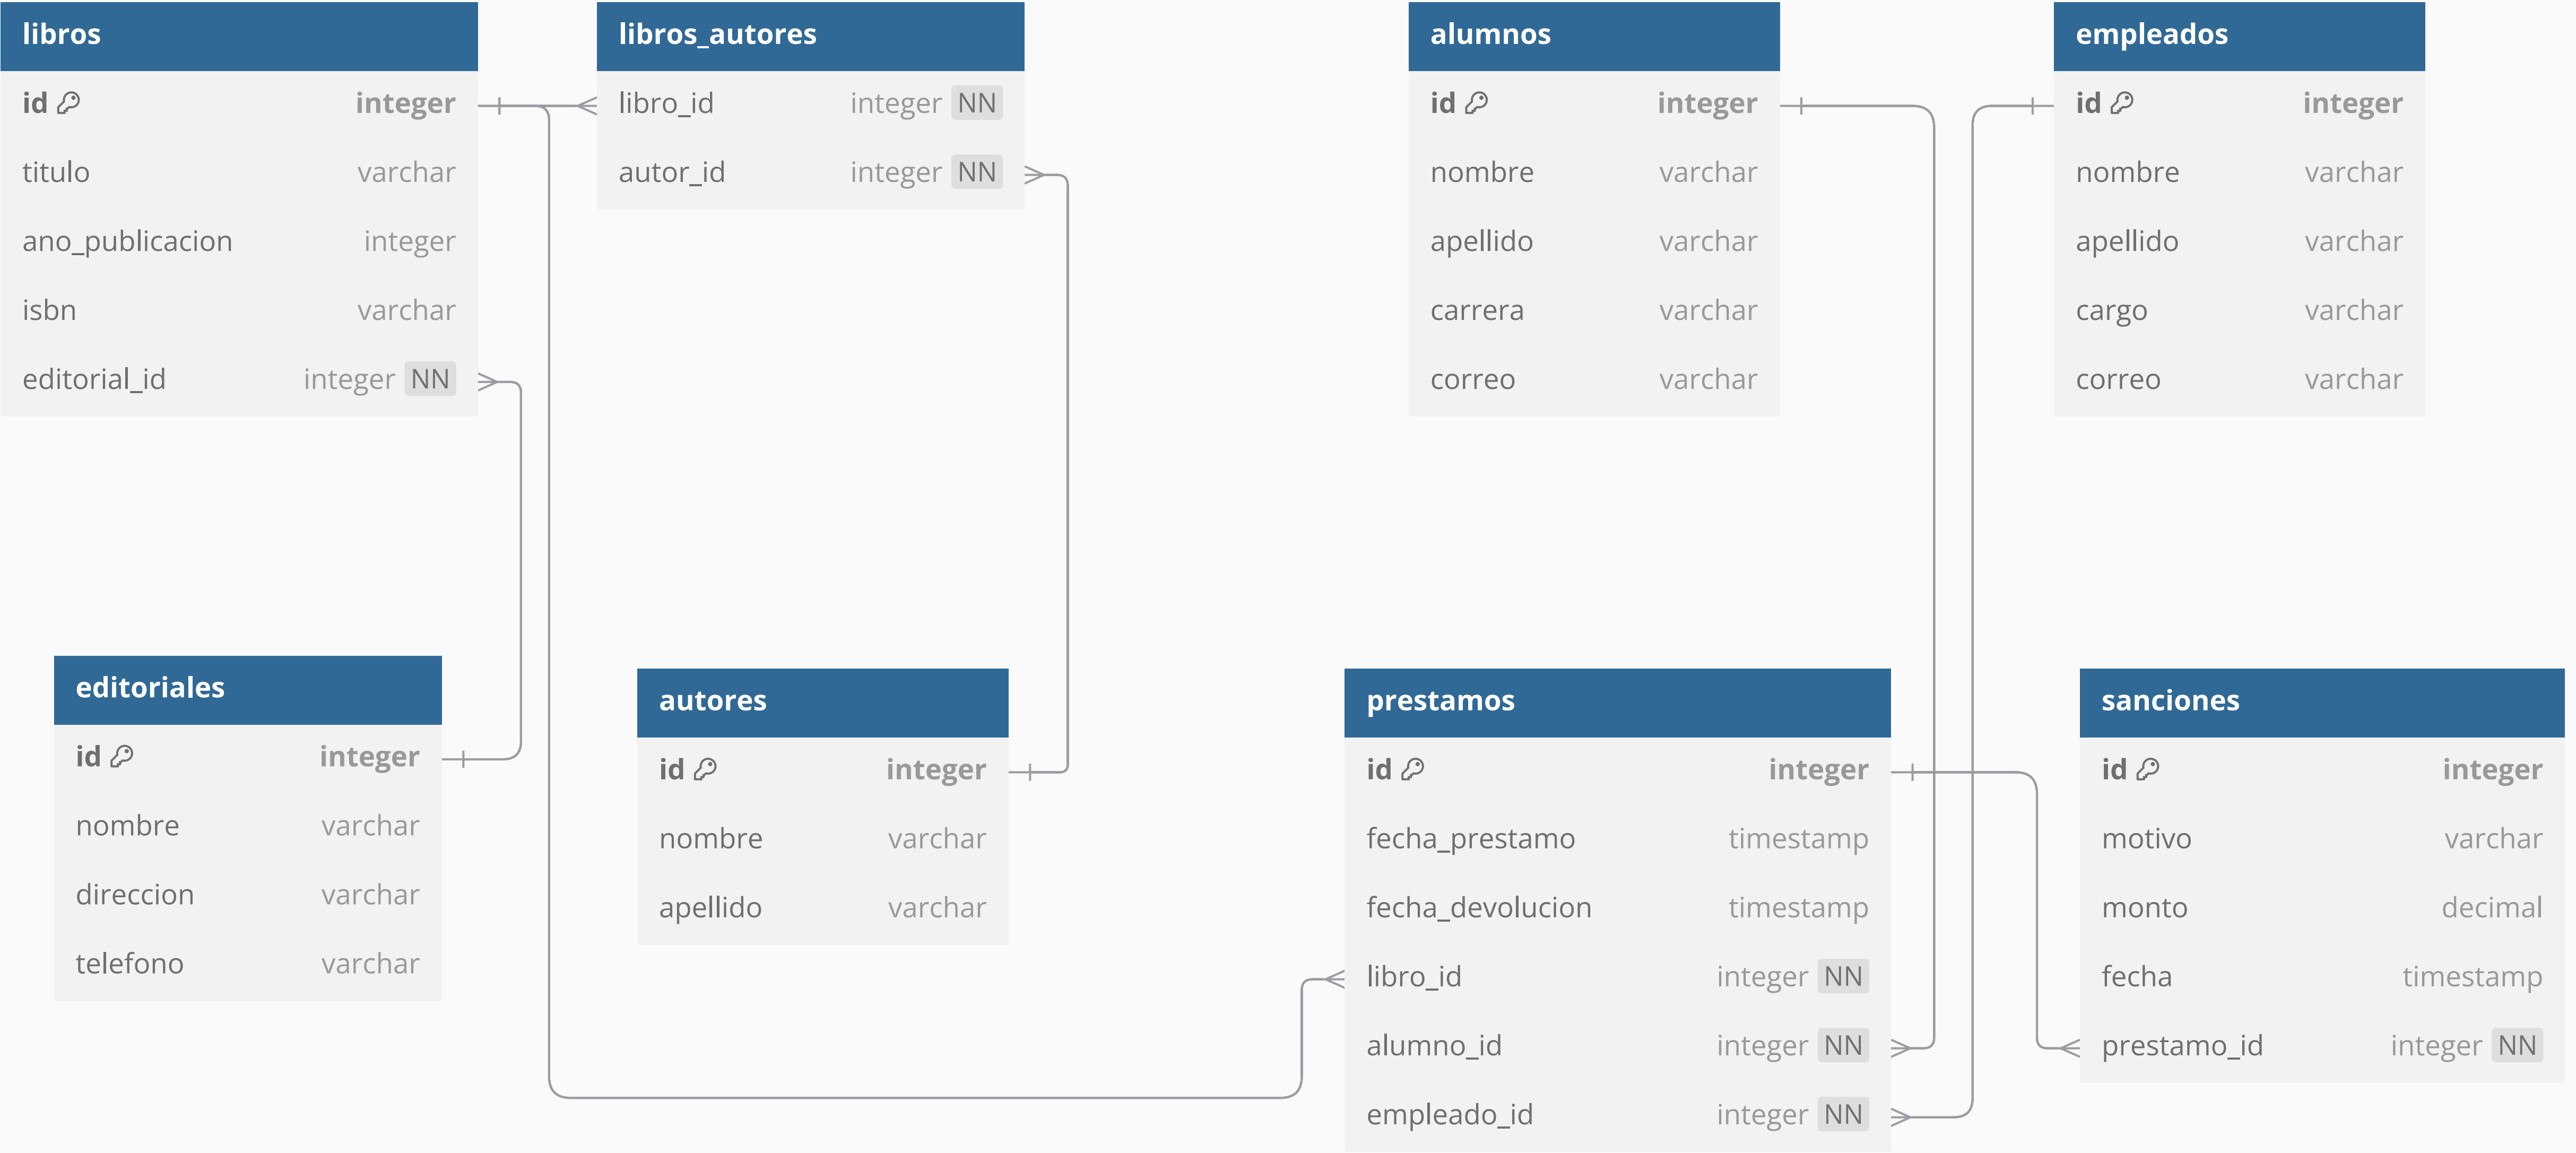 libros
id integer
titulo varchar
ano_publicacion integer
isbn varchar
editorial_id integer NN
libros_autores
libro_id integer NN
autor_id integer NN
alumnos
id integer
nombre varchar
apellido varchar
carrera varchar
correo varchar
empleados
id integer
nombre varchar
apellido varchar
cargo varchar
correo varchar
editoriales
id integer
nombre varchar
direccion varchar
telefono varchar
autores
id integer
nombre varchar
apellido varchar
prestamos
id integer
fecha_prestamo timestamp
fecha_devolucion timestamp
libro_id integer NN
alumno_id integer NN
empleado_id integer NN
sanciones
id integer
motivo varchar
monto decimal
fecha timestamp
prestamo_id integer NN